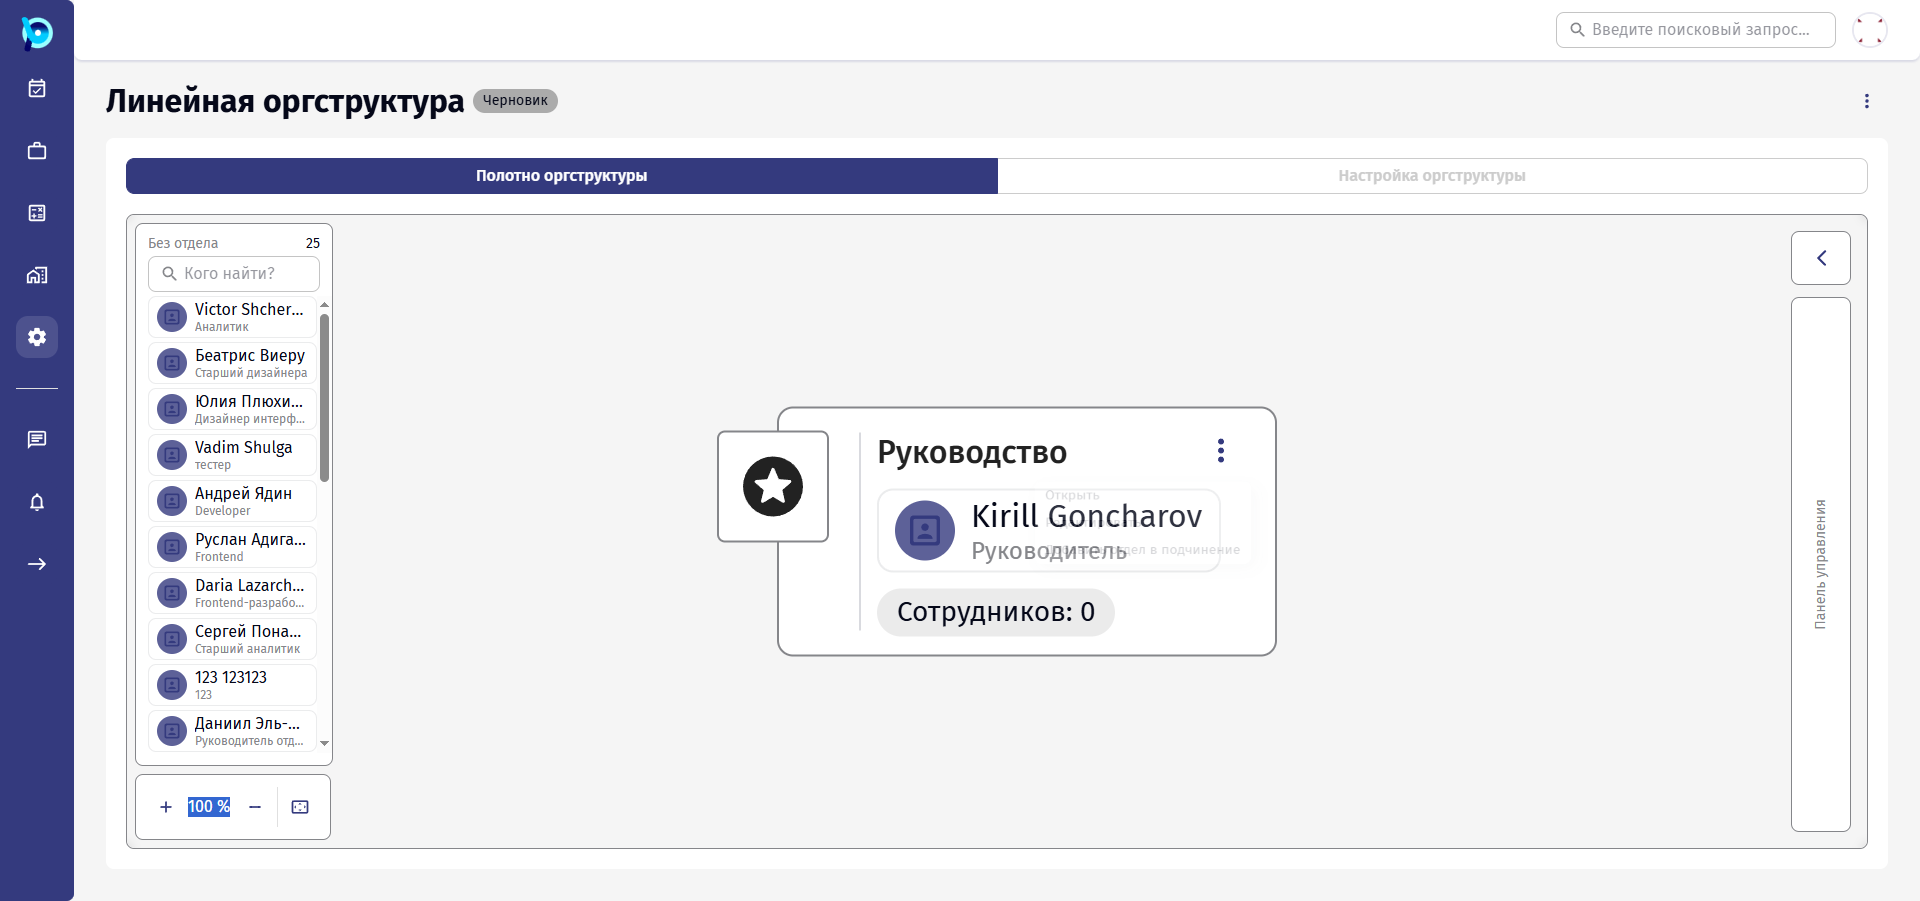 Введите поисковый запрос...
Линейная оргструктура
Черновик
Полотно оргструктуры
Настройка оргструктуры
Без отдела
25
Кого найти?
Victor Shcher...
Аналитик
Беатрис Виеру
Старший дизайнера
Юлия Плюхи...
Дизайнер интерф...
Vadim Shulga
тестер
Андрей Ядин
Developer
Руслан Адига...
Frontend
Daria Lazarch...
Frontend-разрабо...
Сергей Пона...
Старший аналитик
123 123123
123
Даниил Эль-...
Руководитель отд...
100 %
Руководство
Открыть
Kirill Goncharov
Руководитель
отдел в подчинение
Сотрудников: 0
Панель управления